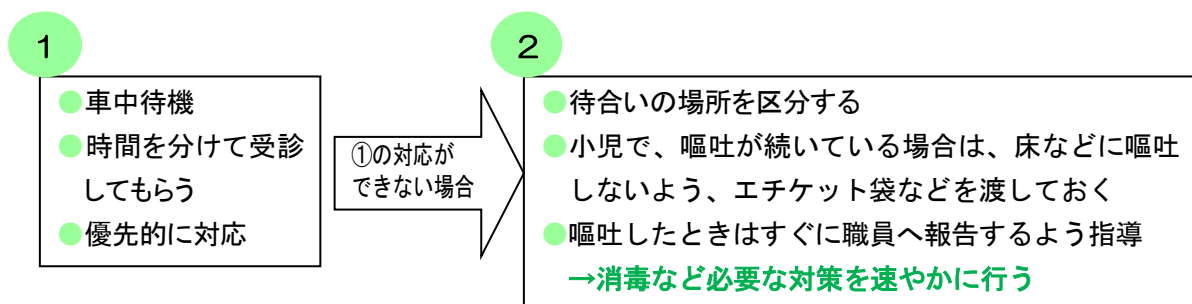 1
●車中待機
●時間を分けて受診
してもらう
●優先的に対応
①の対応が
できない場合
2
●待合いの場所を区分する
●小児で、嘔吐が続いている場合は、床などに嘔吐
しないよう、エチケット袋などを渡しておく
●嘔吐したときはすぐに職員へ報告するよう指導
→消毒など必要な対策を速やかに行う